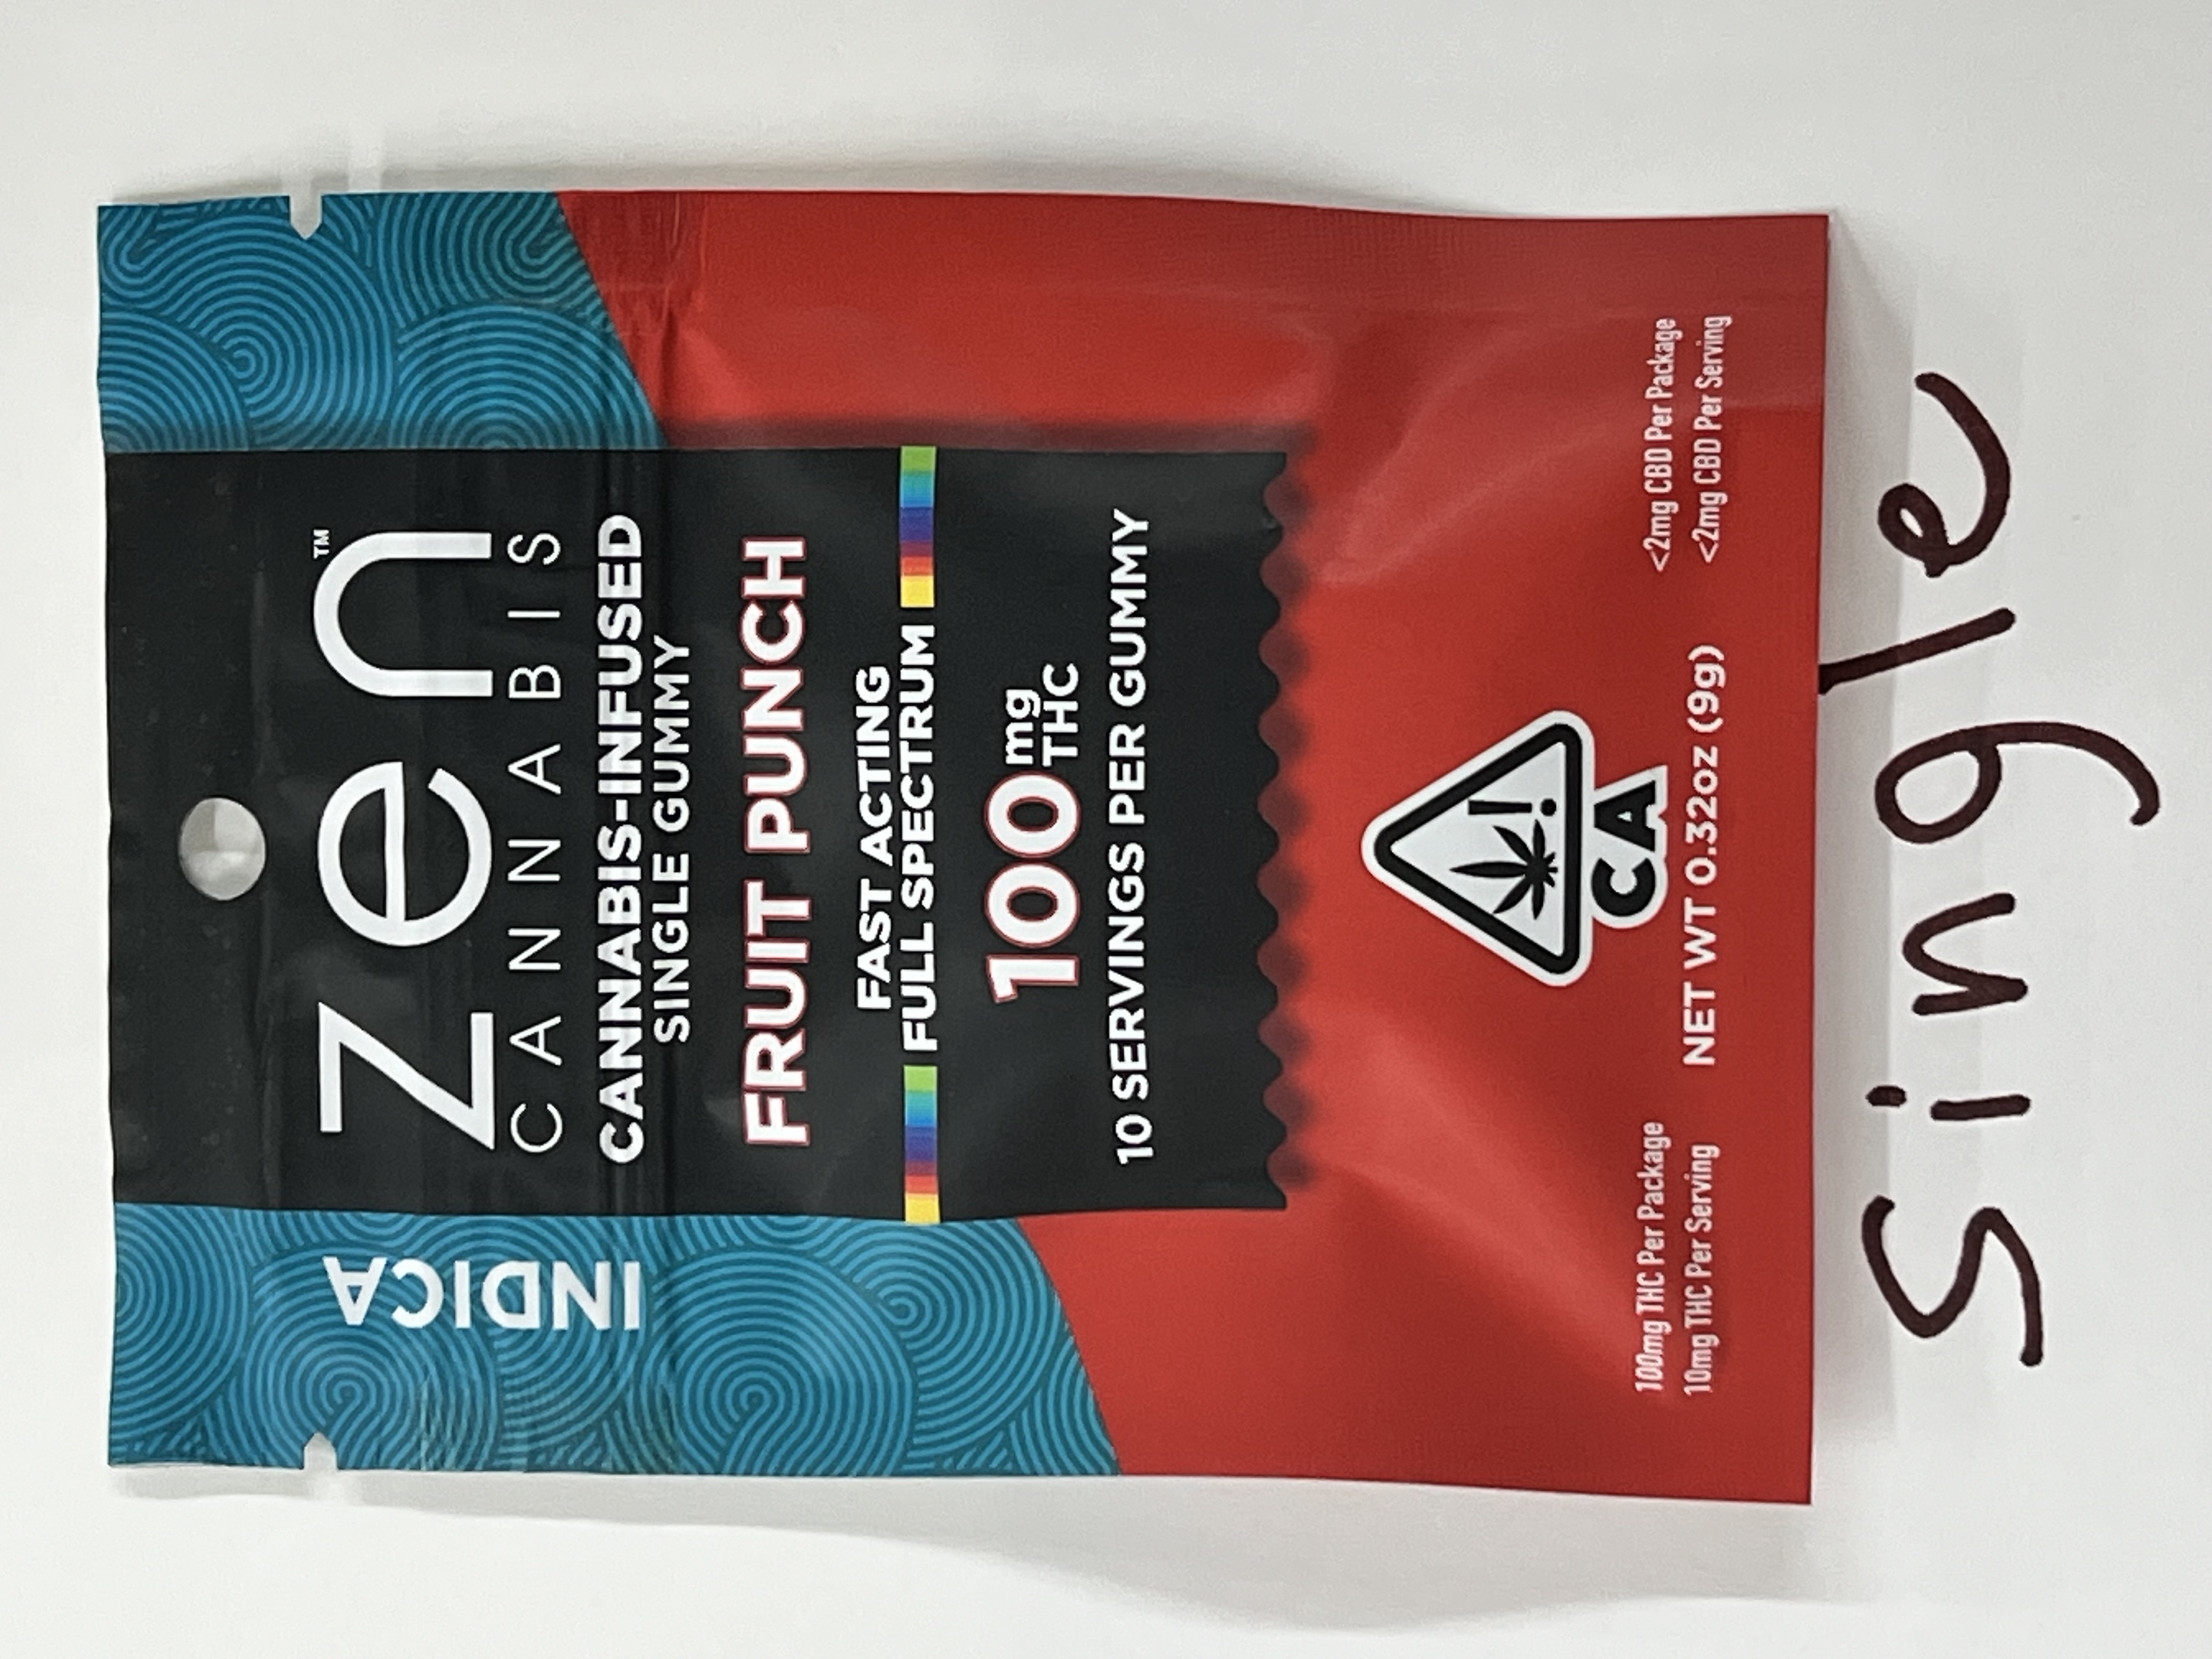 zen™
CANNABIS
CANNABIS-INFUSED
SINGLE GUMMY
INDICA
FRUIT PUNCH
FAST ACTING
FULL SPECTRUM
100mg THC
10 SERVINGS PER GUMMY
!
CA
100mg THC Per Package
10mg THC Per Serving
NET WT 0.32oz (9g)
<2mg CBD Per Package
<2mg CBD Per Serving
Single